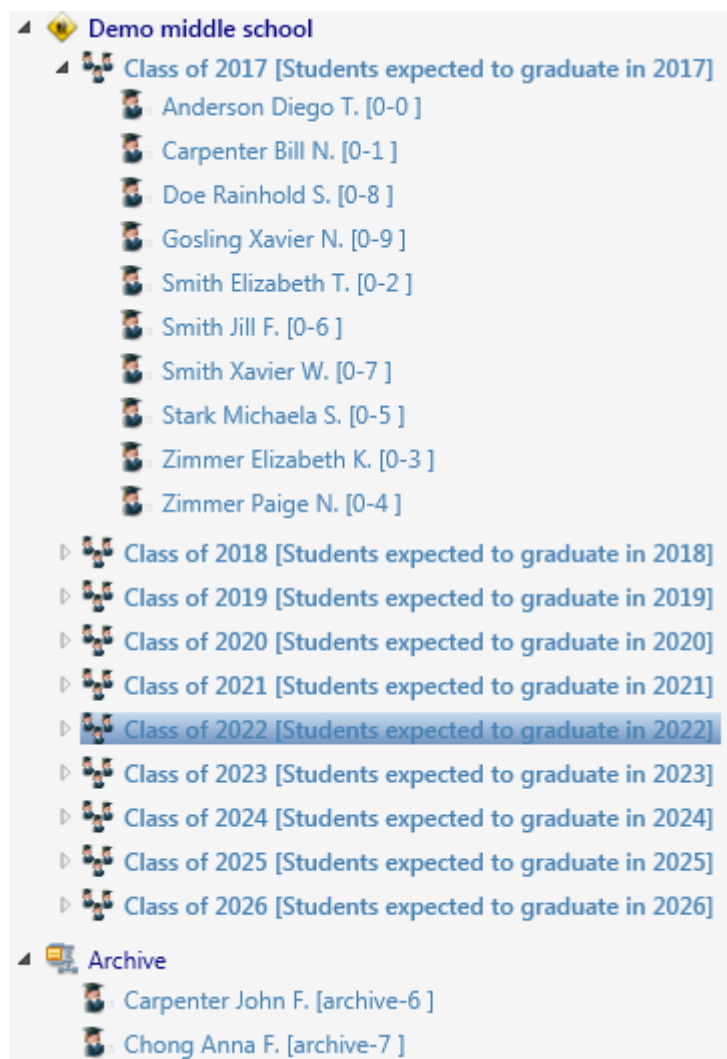 Demo middle school
Class of 2017 [Students expected to graduate in 2017]
Anderson Diego T. [0-0 ]
Carpenter Bill N. [0-1 ]
Doe Rainhold S. [0-8 ]
Gosling Xavier N. [0-9 ]
Smith Elizabeth T. [0-2 ]
Smith Jill F. [0-6 ]
Smith Xavier W. [0-7 ]
Stark Michaela S. [0-5 ]
Zimmer Elizabeth K. [0-3 ]
Zimmer Paige N. [0-4 ]
Class of 2018 [Students expected to graduate in 2018]
Class of 2019 [Students expected to graduate in 2019]
Class of 2020 [Students expected to graduate in 2020]
Class of 2021 [Students expected to graduate in 2021]
Class of 2022 [Students expected to graduate in 2022]
Class of 2023 [Students expected to graduate in 2023]
Class of 2024 [Students expected to graduate in 2024]
Class of 2025 [Students expected to graduate in 2025]
Class of 2026 [Students expected to graduate in 2026]
Archive
Carpenter John F. [archive-6 ]
Chong Anna F. [archive-7 ]